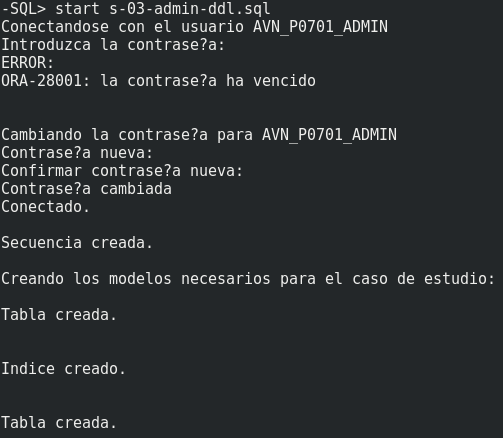 -SQL> start s-03-admin-ddl.sql
Conectandose con el usuario AVN_P0701_ADMIN
Introduzca la contrase?a:
ERROR:
ORA-28001: la contrase?a ha vencido
Cambiando la contrase?a para AVN_P0701_ADMIN
Contrase?a nueva:
Confirmar contrase?a nueva:
Contrase?a cambiada
Conectado.
Secuencia creada.
Creando los modelos necesarios para el caso de estudio:
Tabla creada.
Indice creado.
Tabla creada.